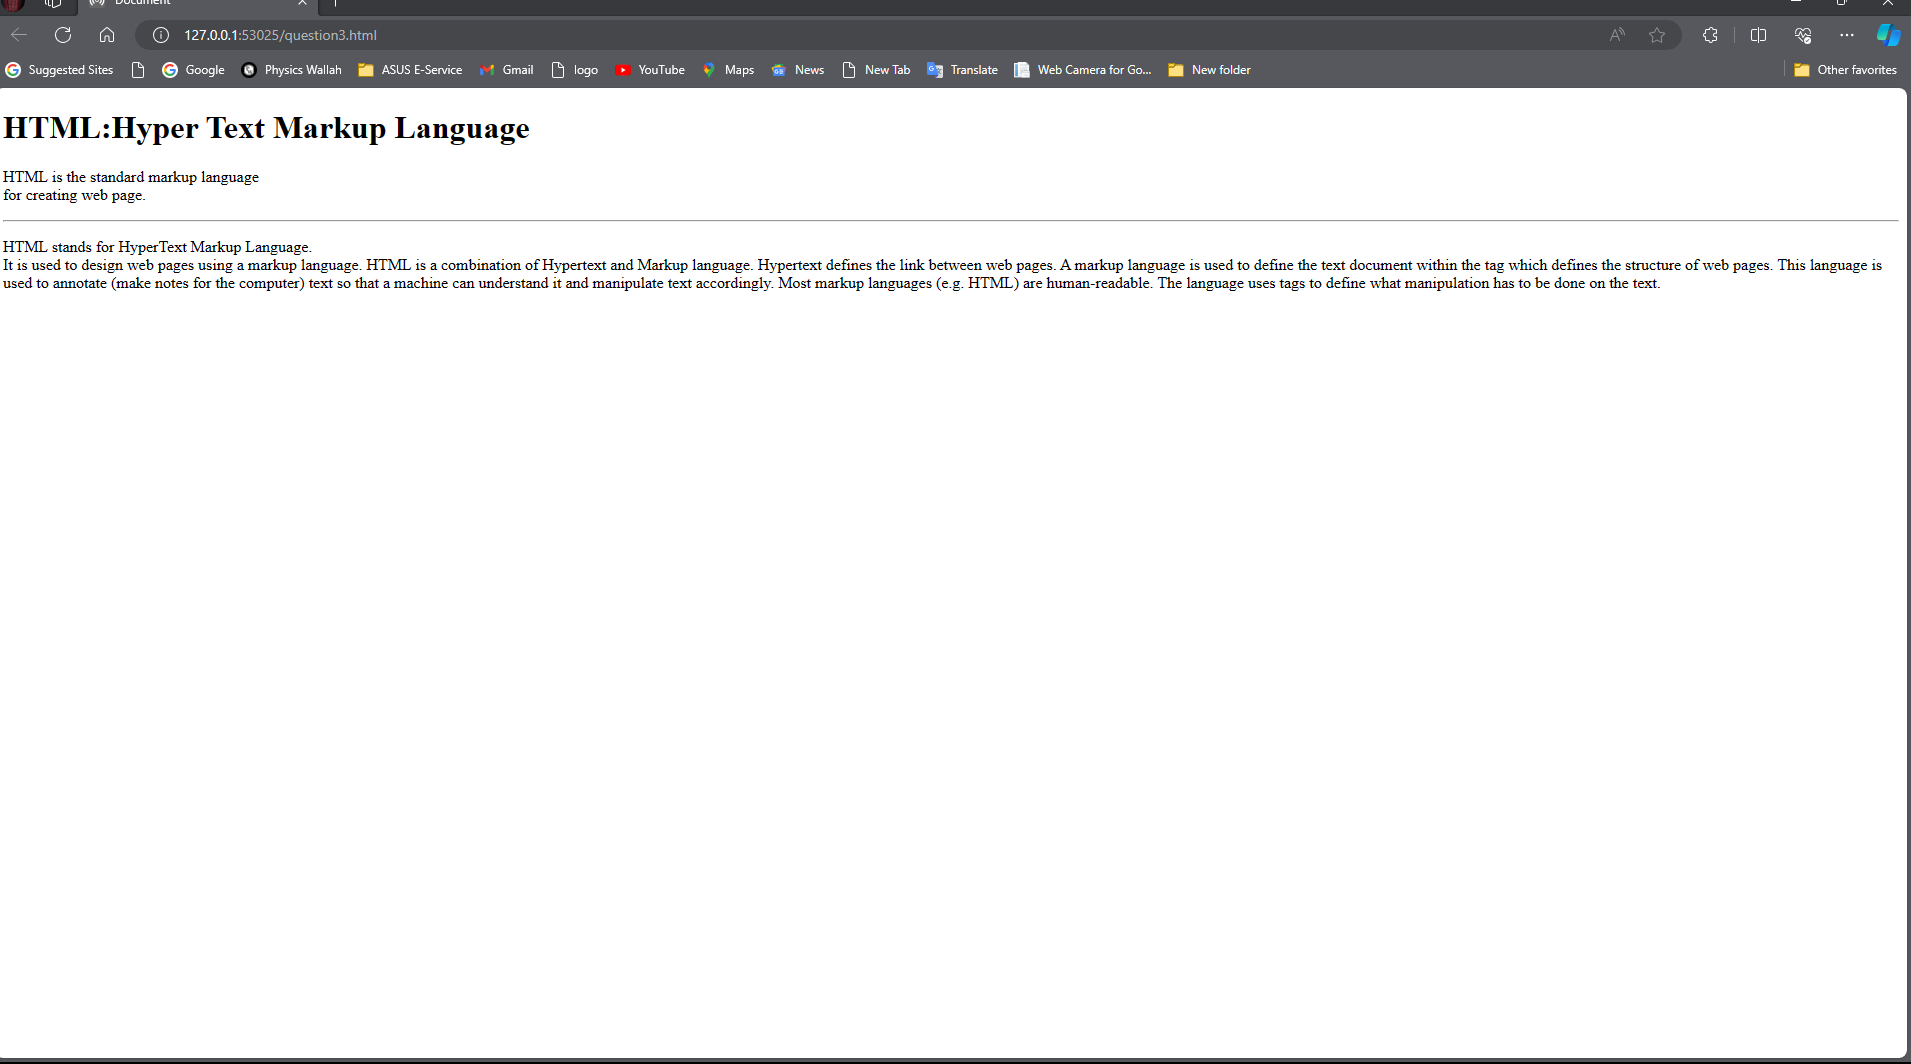 Document
127.0.0.1:53025/question3.html
Suggested Sites Google Physics Wallah ASUS E-Service Gmail logo YouTube Maps News New Tab Translate Web Camera for Go... New folder Other favorites
HTML:Hyper Text Markup Language
HTML is the standard markup language
for creating web page.
HTML stands for HyperText Markup Language.
It is used to design web pages using a markup language. HTML is a combination of Hypertext and Markup language. Hypertext defines the link between web pages. A markup language is used to define the text document within the tag which defines the structure of web pages. This language is
used to annotate (make notes for the computer) text so that a machine can understand it and manipulate text accordingly. Most markup languages (e.g. HTML) are human-readable. The language uses tags to define what manipulation has to be done on the text.